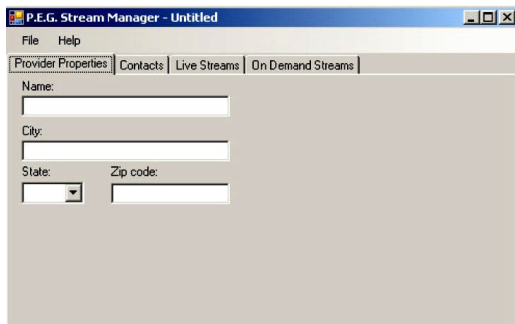 P.E.G. Stream Manager - Untitled
File Help
Provider Properties Contacts Live Streams On Demand Streams
Name:
City:
State: Zip code: